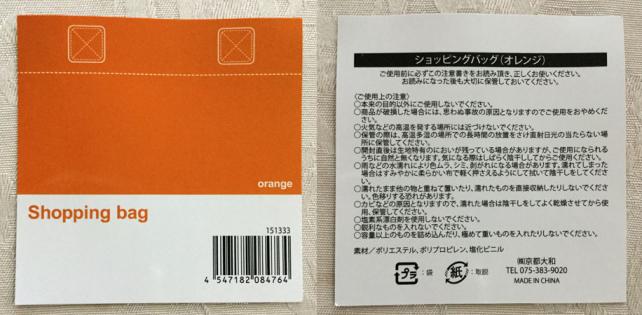 orange
Shopping bag
151333
4 547182 084764
ショッピングバッグ(オレンジ)
ご使用前に必ずこの注意書きをお読み頂き、正しくお使いください。
お読みになった後も大切に保管しておいてください。
〈ご使用上の注意〉
○本来の目的以外にご使用しないでください。
○商品が破損した場合には、思わぬ事故の原因となりますのでご使用をおやめくだ
さい。
○火気などの高温を発する場所には近づけないでください。
○保管の際は、高温多湿の場所での長時間の放置をさけ直射日光の当たらない場
所に保管してください。
○開封直後は生地特有のにおいが残っている場合がありますが、ご使用になられる
うちに自然と無くなります。気になる際はしばらく陰干ししてからご使用ください。
○雨などの水濡れにより色ムラ、シミ、剥がれになる場合があります。濡れてしまった
場合はすみやかに柔らかい布で軽く押さえるようにして拭いて陰干しをしてくださ
い。
○濡れたまま他の物と重ねて置いたり、濡れたものを直接収納したりしないでくださ
い。色移りする恐れがあります。
○カビなどの原因となりますので、濡れた場合は陰干しをしてよく乾燥させてから使
用、保管してください。
○塩素系漂白剤を使用しないでください。
○鋭利なものを入れないでください。
○容量以上のものを詰め込んだり、極めて重いものを入れたりしないでください。
素材/ポリエステル、ポリプロピレン、塩化ビニル
プラ :袋 紙 :取説
㈱京都大和
TEL 075-383-9020
MADE IN CHINA